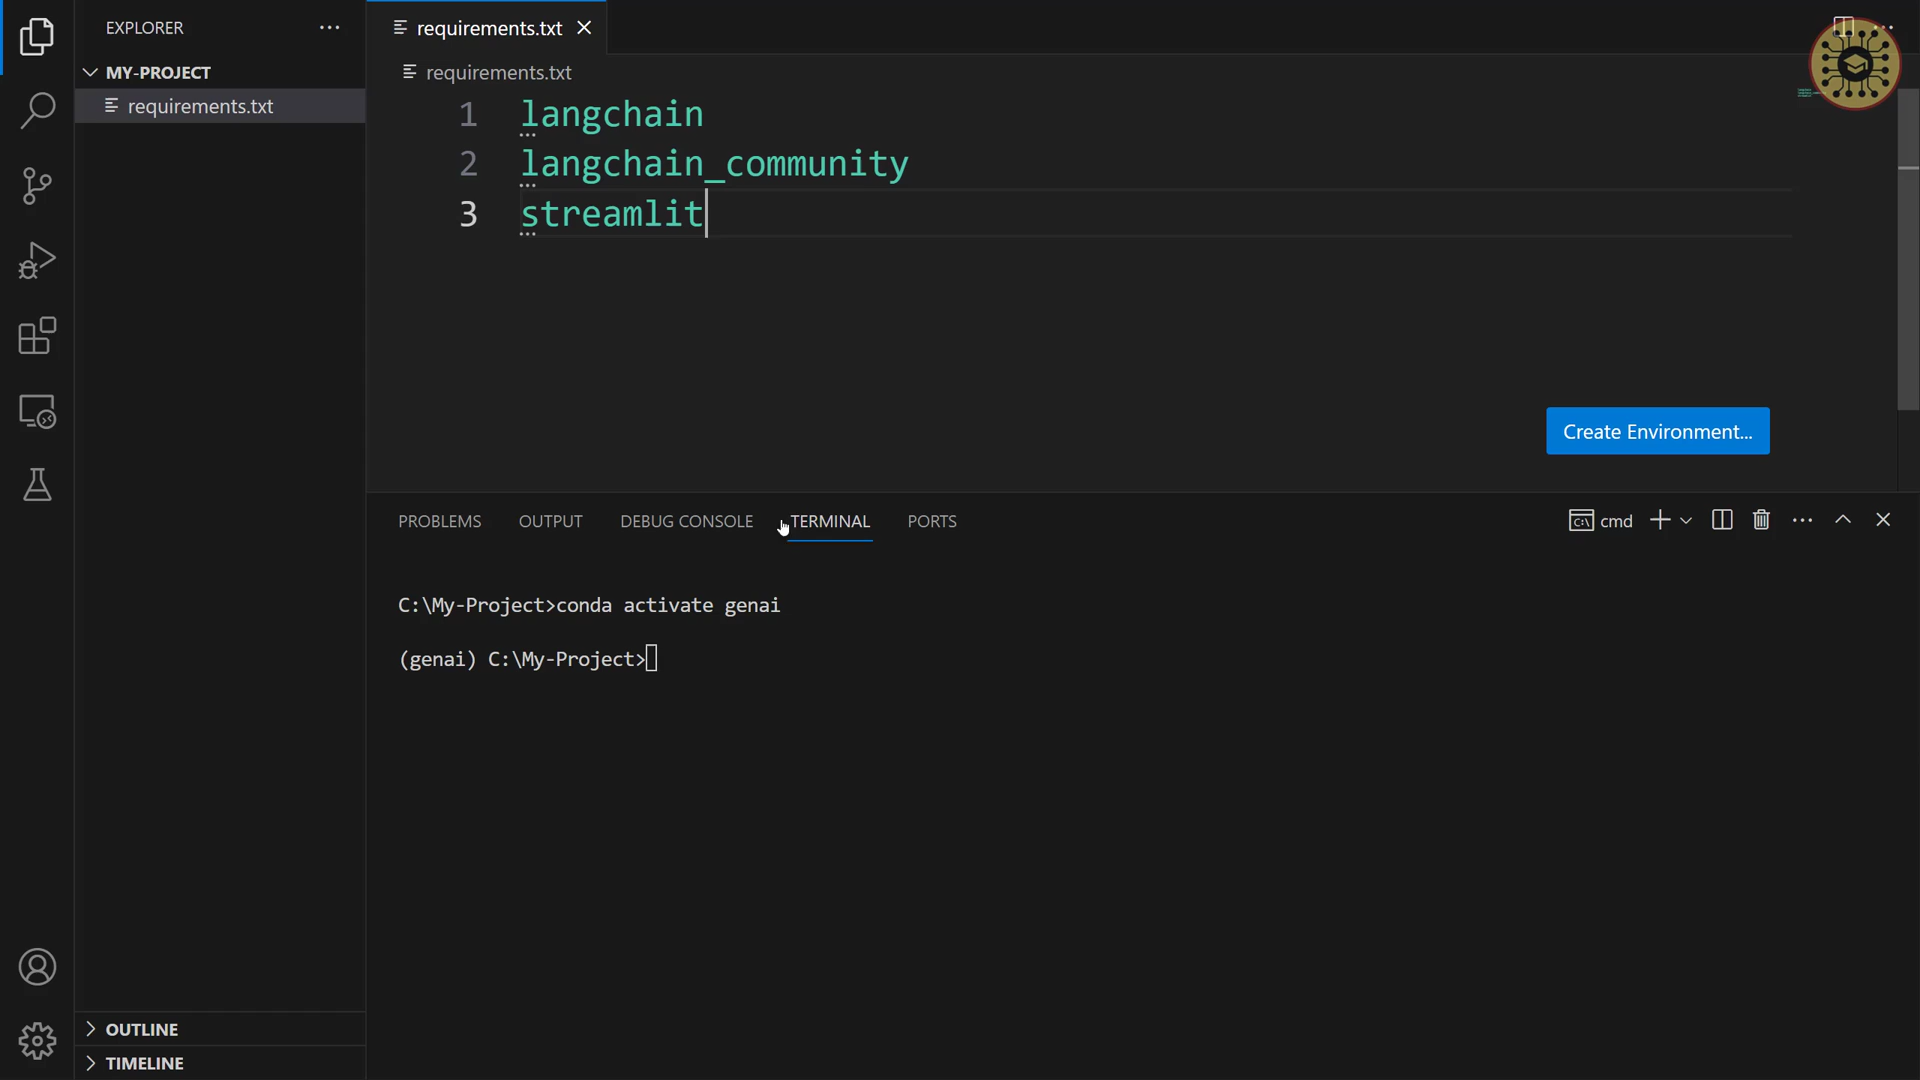 EXPLORER
requirements.txt
MY-PROJECT
requirements.txt
requirements.txt
1 langchain
2 langchain_community
3 streamlit
Create Environment...
PROBLEMS OUTPUT DEBUG CONSOLE TERMINAL PORTS
cmd
C:\My-Project>conda activate genai
(genai) C:\My-Project>
OUTLINE
TIMELINE